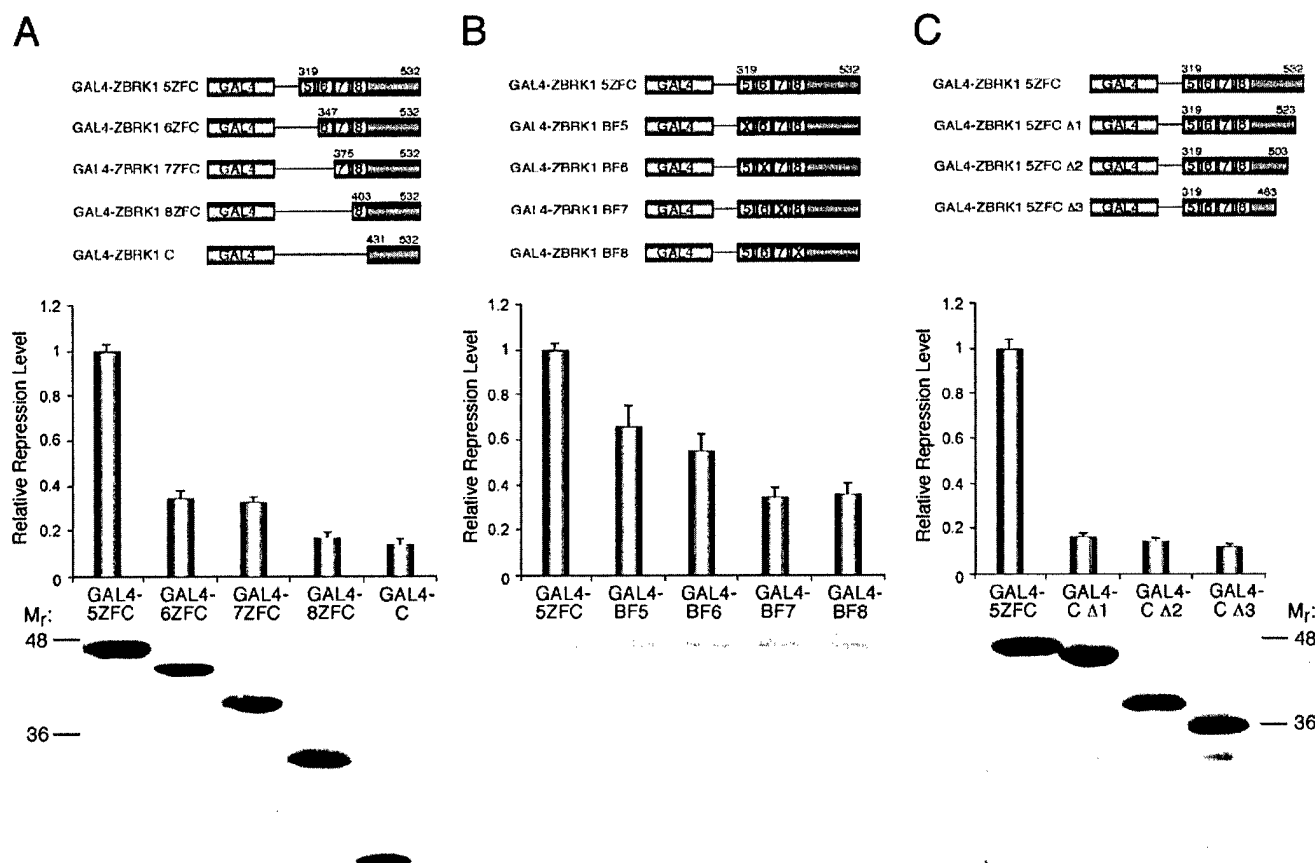 A
319 532
GAL4-ZBRK1 5ZFC GAL4 5 6 7 8
347 532
GAL4-ZBRK1 6ZFC GAL4 6 7 8
375 532
GAL4-ZBRK1 7ZFC GAL4 7 8
403 532
GAL4-ZBRK1 8ZFC GAL4 8
431 532
GAL4-ZBRK1 C GAL4
Relative Repression Level
1.2
1
0.8
0.6
0.4
0.2
0
GAL4-5ZFC GAL4-6ZFC GAL4-7ZFC GAL4-8ZFC GAL4-C
Mr:
48
36
B
319 532
GAL4-ZBRK1 5ZFC GAL4 5 6 7 8
GAL4-ZBRK1 BF5 GAL4 X 6 7 8
GAL4-ZBRK1 BF6 GAL4 5 X 7 8
GAL4-ZBRK1 BF7 GAL4 5 6 X 8
GAL4-ZBRK1 BF8 GAL4 5 6 7 X
Relative Repression Level
1.2
1
0.8
0.6
0.4
0.2
0
GAL4-5ZFC GAL4-BF5 GAL4-BF6 GAL4-BF7 GAL4-BF8
C
319 532
GAL4-ZBRK1 5ZFC GAL4 5 6 7 8
319 523
GAL4-ZBRK1 5ZFC Δ1 GAL4 5 6 7 8
319 503
GAL4-ZBRK1 5ZFC Δ2 GAL4 5 6 7 8
319 483
GAL4-ZBRK1 5ZFC Δ3 GAL4 5 6 7 8
Relative Repression Level
1.2
1
0.8
0.6
0.4
0.2
0
GAL4-5ZFC GAL4-C Δ1 GAL4-C Δ2 GAL4-C Δ3
Mr:
48
36